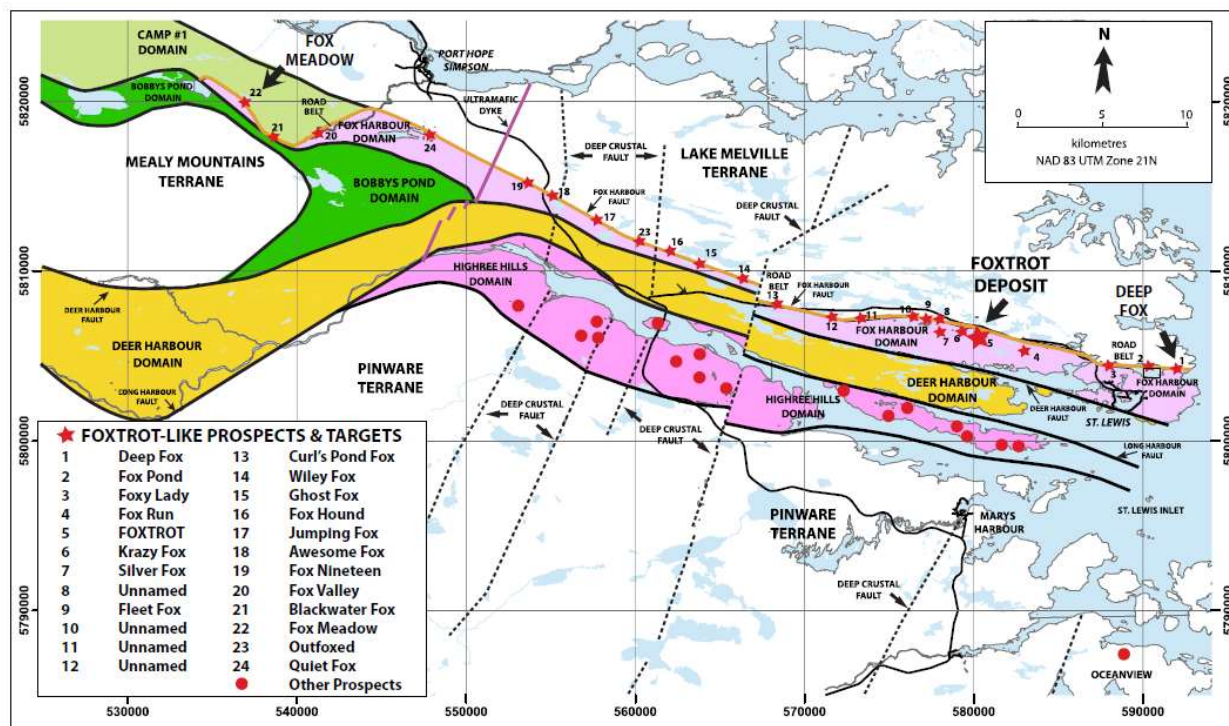 CAMP #1
DOMAIN
FOX
MEADOW
PORT HOPE
SIMPSON
N
0 5 10
kilometres
NAD 83 UTM Zone 21N
5820000
5820000
BOBBYS POND
DOMAIN
22
21
ROAD
BELT
20
FOX HARBOUR
DOMAIN
24
ULTRAMAFIC
DYKE
DEEP CRUSTAL
FAULT
LAKE MELVILLE
TERRANE
MEALY MOUNTAINS
TERRANE
BOBBYS POND
DOMAIN
19
18
FOX HARBOUR
FAULT
17
23
16
15
14
DEEP CRUSTAL
FAULT
5810000
5810000
DEER HARBOUR
FAULT
HIGHREE HILLS
DOMAIN
ROAD
BELT
13
FOX HARBOUR
FAULT
FOXTROT
DEPOSIT
DEEP
FOX
12
11
10
9
8
FOX HARBOUR
DOMAIN
7
6
5
4
ROAD
BELT
3
2
1
FOX HARBOUR
DOMAIN
DEER HARBOUR
DOMAIN
LONG HARBOUR
FAULT
PINWARE
TERRANE
DEEP CRUSTAL
FAULT
DEEP CRUSTAL
FAULT
HIGHREE HILLS
DOMAIN
DEER HARBOUR
DOMAIN
DEER HARBOUR
FAULT
ST. LEWIS
LONG HARBOUR
FAULT
5800000
5800000
ST. LEWIS INLET
PINWARE
TERRANE
MARYS
HARBOUR
DEEP CRUSTAL
FAULT
5790000
OCEANVIEW
FOXTROT-LIKE PROSPECTS & TARGETS
1 Deep Fox 13 Curl's Pond Fox
2 Fox Pond 14 Wiley Fox
3 Foxy Lady 15 Ghost Fox
4 Fox Run 16 Fox Hound
5 FOXTROT 17 Jumping Fox
6 Krazy Fox 18 Awesome Fox
7 Silver Fox 19 Fox Nineteen
8 Unnamed 20 Fox Valley
9 Fleet Fox 21 Blackwater Fox
10 Unnamed 22 Fox Meadow
11 Unnamed 23 Outfoxed
12 Unnamed 24 Quiet Fox
Other Prospects
5790000
530000 540000 550000 560000 570000 580000 590000